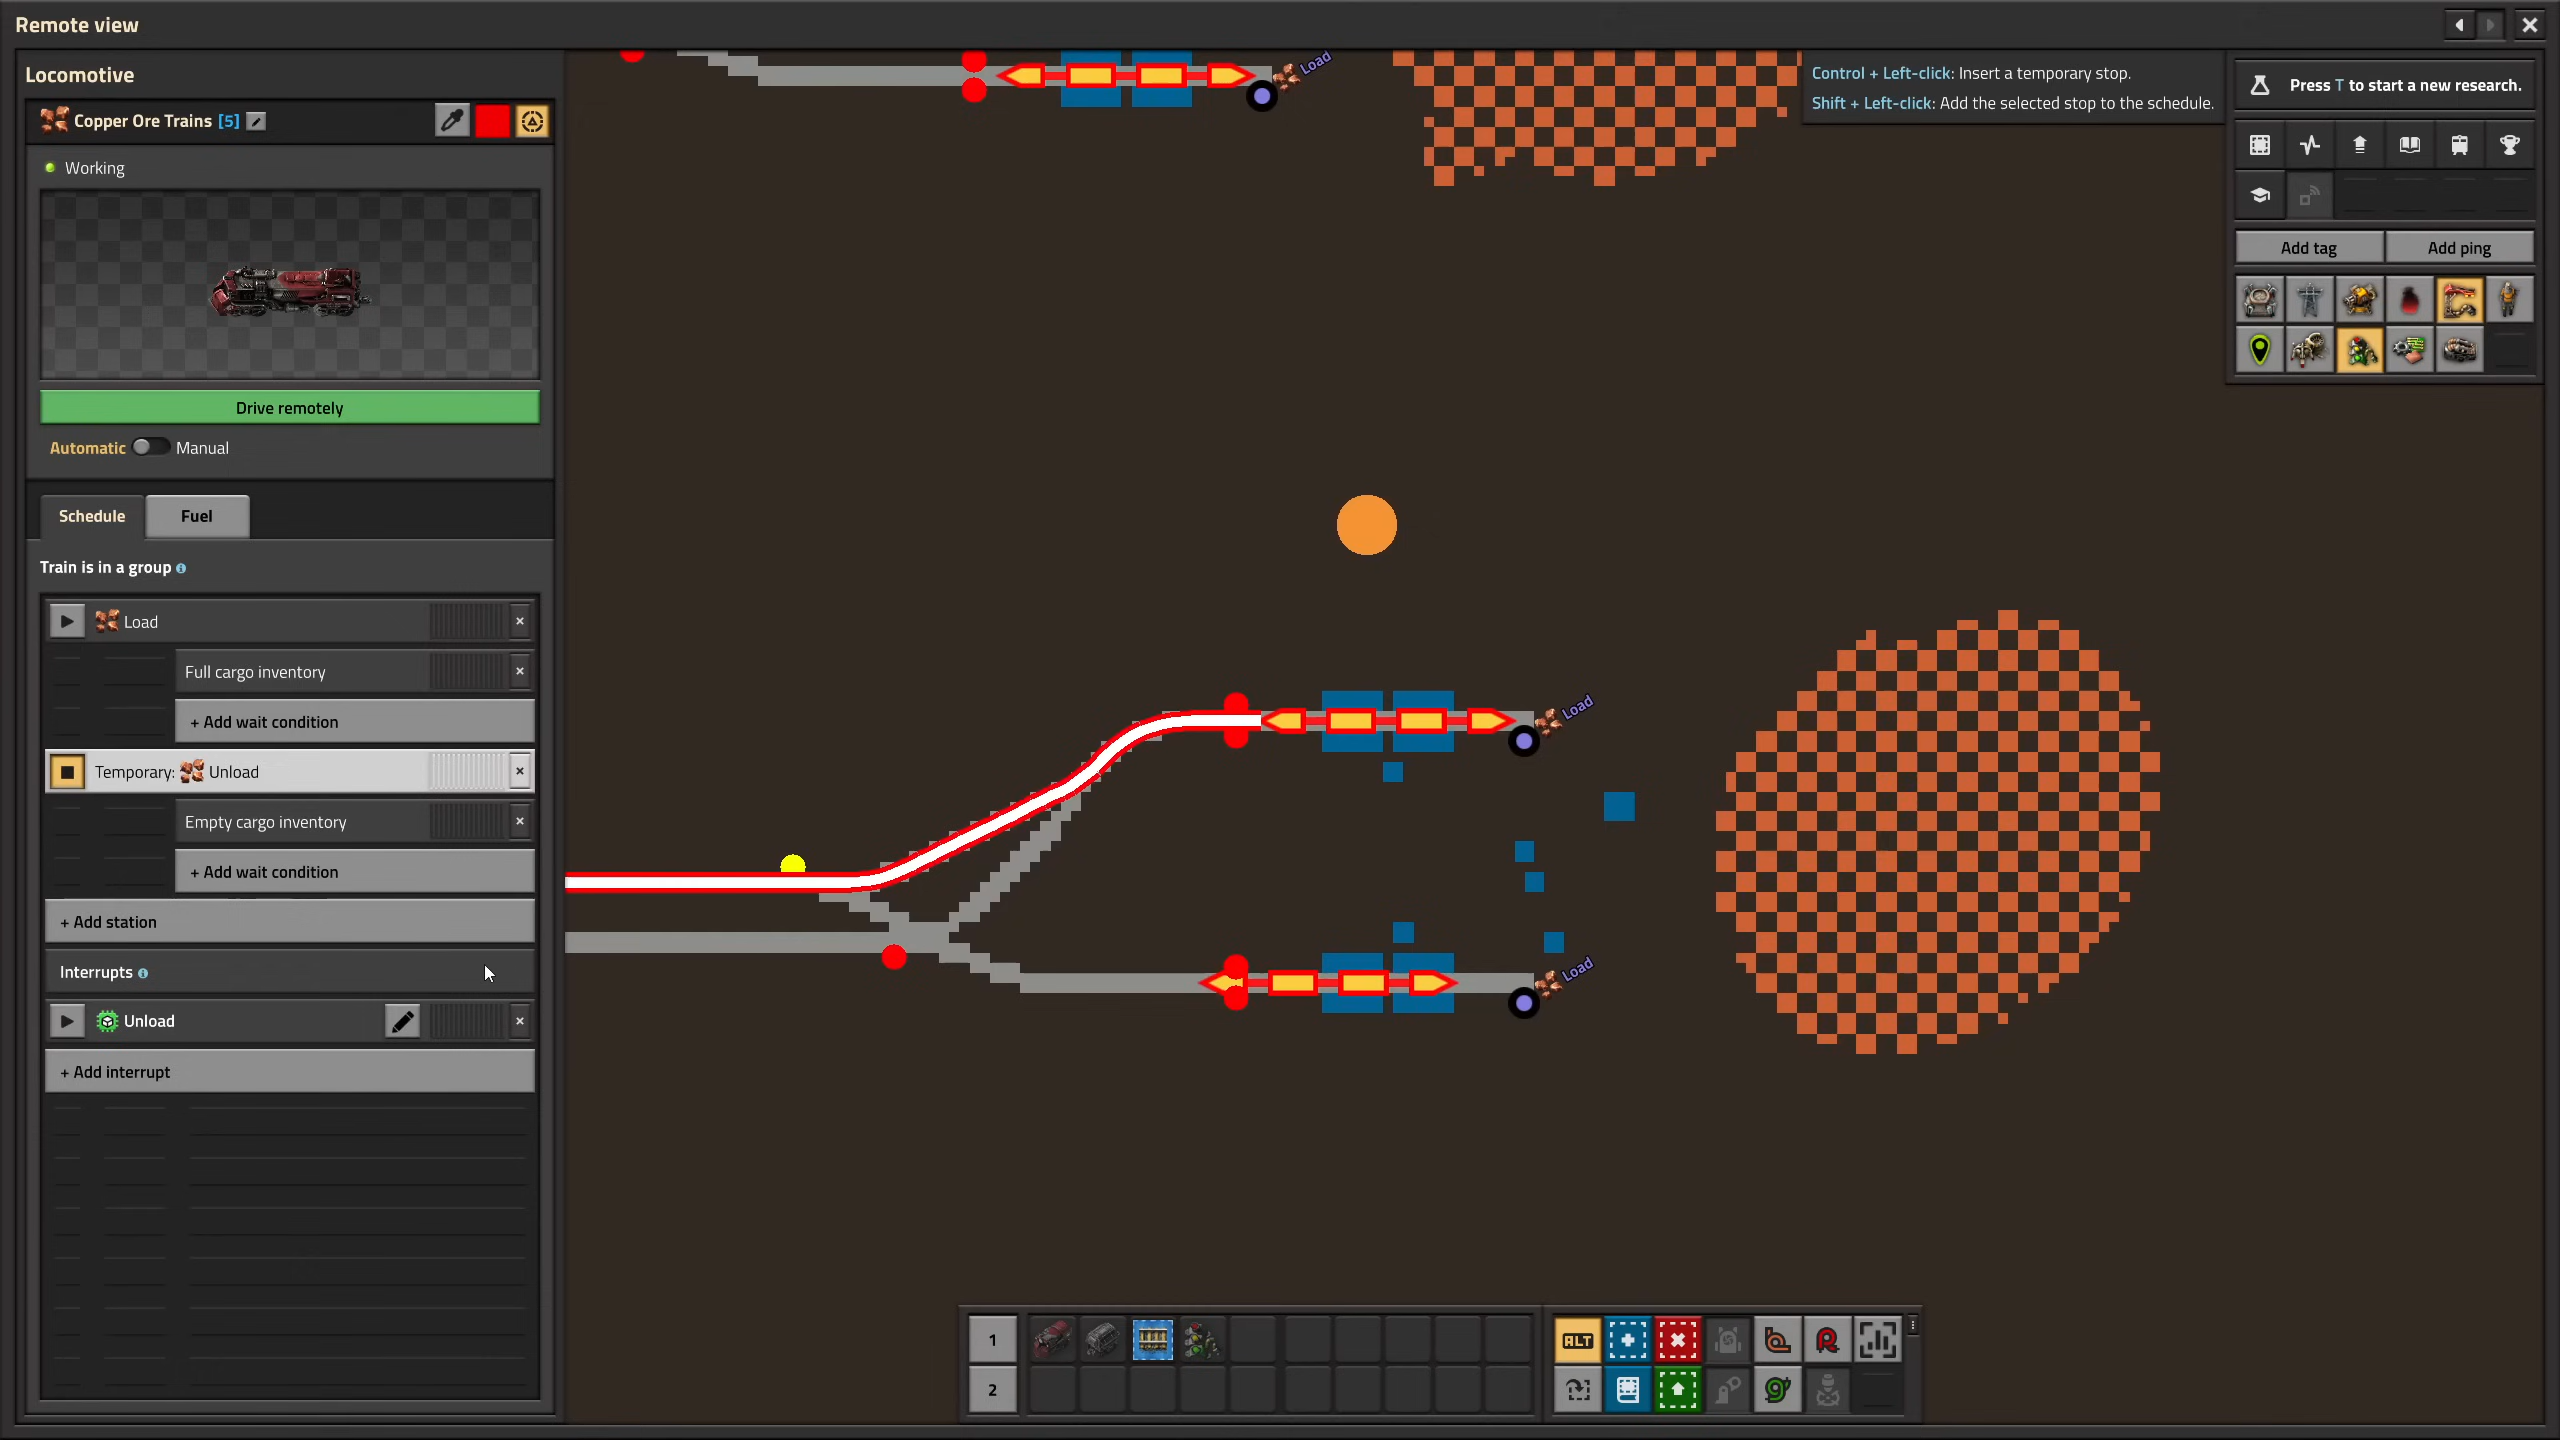 Remote view
Locomotive
Copper Ore Trains [5]
Working
Drive remotely
Automatic Manual
Schedule Fuel
Train is in a group
Load
Full cargo inventory
+ Add wait condition
Temporary: Unload
Empty cargo inventory
+ Add wait condition
+ Add station
Interrupts
Unload
+ Add interrupt
Load
Load
Load
Control + Left-click: Insert a temporary stop.
Shift + Left-click: Add the selected stop to the schedule.
Press T to start a new research.
Add tag Add ping
1
2
ALT